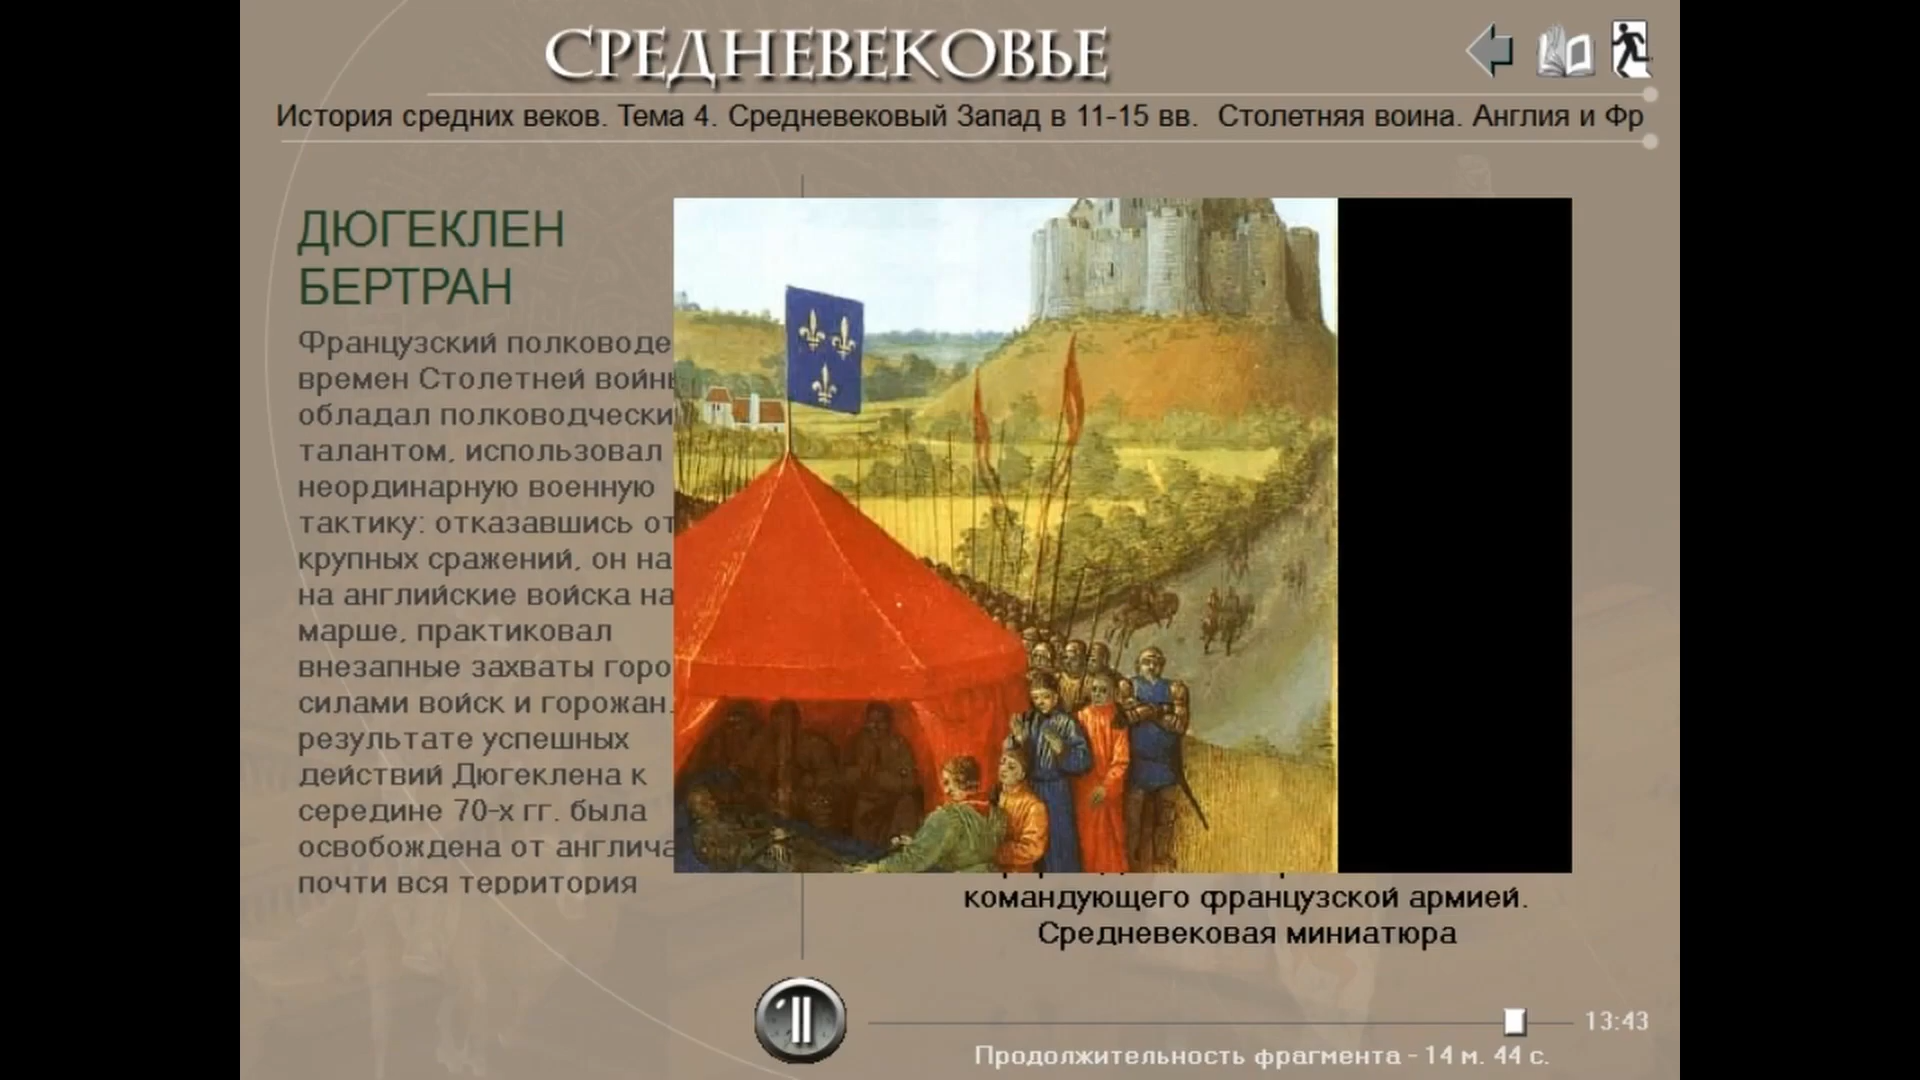 СРЕДНЕВЕКОВЬЕ
История средних веков. Тема 4. Средневековый Запад в 11-15 вв. Столетняя воина. Англия и Фр
ДЮГЕКЛЕН
БЕРТРАН
Французский полководе
времен Столетней войны
обладал полководчески
талантом, использовал
неординарную военную
тактику: отказавшись от
крупных сражений, он на
на английские войска на
марше, практиковал
внезапные захваты горо
силами войск и горожан.
результате успешных
действий Дюгеклена к
середине 70-х гг. была
освобождена от англича
почти вся территория
командующего французской армией.
Средневековая миниатюра
13:43
Продолжительность фрагмента - 14 м. 44 с.